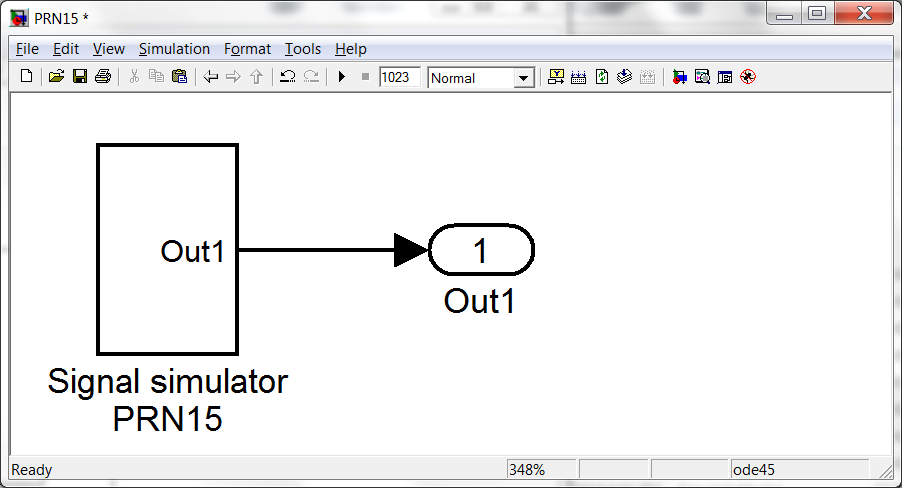 PRN15 *
File Edit View Simulation Format Tools Help
1023 Normal
Out1
1
Out1
Signal simulator
PRN15
Ready 348% ode45